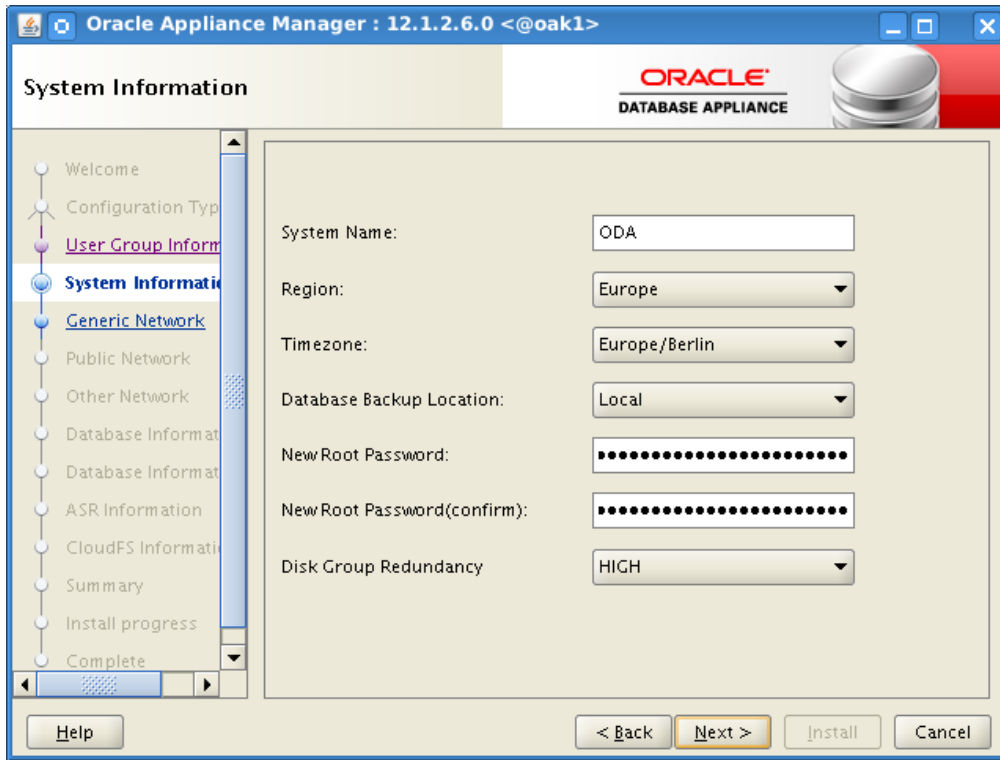 Oracle Appliance Manager : 12.1.2.6.0 <@oak1>
System Information
ORACLE
DATABASE APPLIANCE
Welcome
Configuration Typ
User Group Inform
System Informati
Generic Network
Public Network
Other Network
Database Informat
Database Informat
ASR Information
CloudFS Informati
Summary
Install progress
Complete
System Name: ODA
Region: Europe
Timezone: Europe/Berlin
Database Backup Location: Local
New Root Password: •••••••••••••••••••••••
New Root Password(confirm): •••••••••••••••••••••••
Disk Group Redundancy HIGH
Help < Back Next > Install Cancel